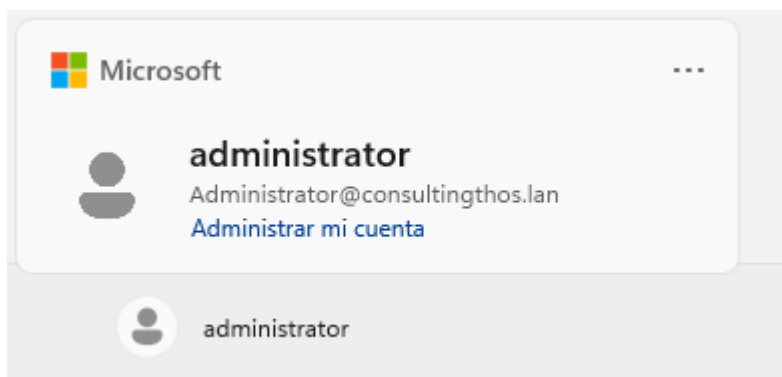 Microsoft
administrator
Administrator@consultingthos.lan
Administrar mi cuenta
administrator